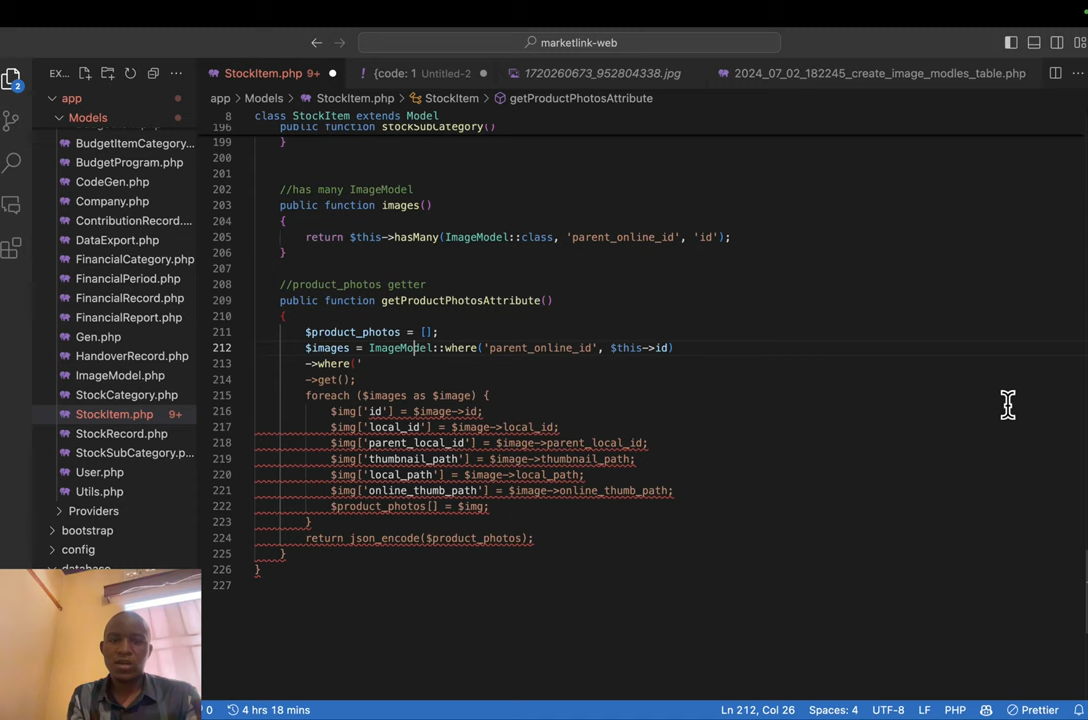 marketlink-web
EX...
StockItem.php 9+
{code: 1 Untitled-2
1720260673_952804338.jpg
2024_07_02_182245_create_image_modles_table.php
app
Models
BudgetItemCategory...
BudgetProgram.php
CodeGen.php
Company.php
ContributionRecord....
DataExport.php
FinancialCategory.php
FinancialPeriod.php
FinancialRecord.php
FinancialReport.php
Gen.php
HandoverRecord.php
ImageModel.php
StockCategory.php
StockItem.php 9+
StockRecord.php
StockSubCategory.p...
User.php
Utils.php
Providers
bootstrap
config
database
2
app > Models > StockItem.php > StockItem > getProductPhotosAttribute
8 class StockItem extends Model
196 public function stockSubCategory()
199 }
200
201
202 //has many ImageModel
203 public function images()
204 {
205 return $this->hasMany(ImageModel::class, 'parent_online_id', 'id');
206 }
207
208 //product_photos getter
209 public function getProductPhotosAttribute()
210 {
211 $product_photos = [];
212 $images = ImageModel::where('parent_online_id', $this->id)
213 ->where('
214 ->get();
215 foreach ($images as $image) {
216 $img['id'] = $image->id;
217 $img['local_id'] = $image->local_id;
218 $img['parent_local_id'] = $image->parent_local_id;
219 $img['thumbnail_path'] = $image->thumbnail_path;
220 $img['local_path'] = $image->local_path;
221 $img['online_thumb_path'] = $image->online_thumb_path;
222 $product_photos[] = $img;
223 }
224 return json_encode($product_photos);
225 }
226 }
227
0 4 hrs 18 mins Ln 212, Col 26 Spaces: 4 UTF-8 LF PHP Prettier